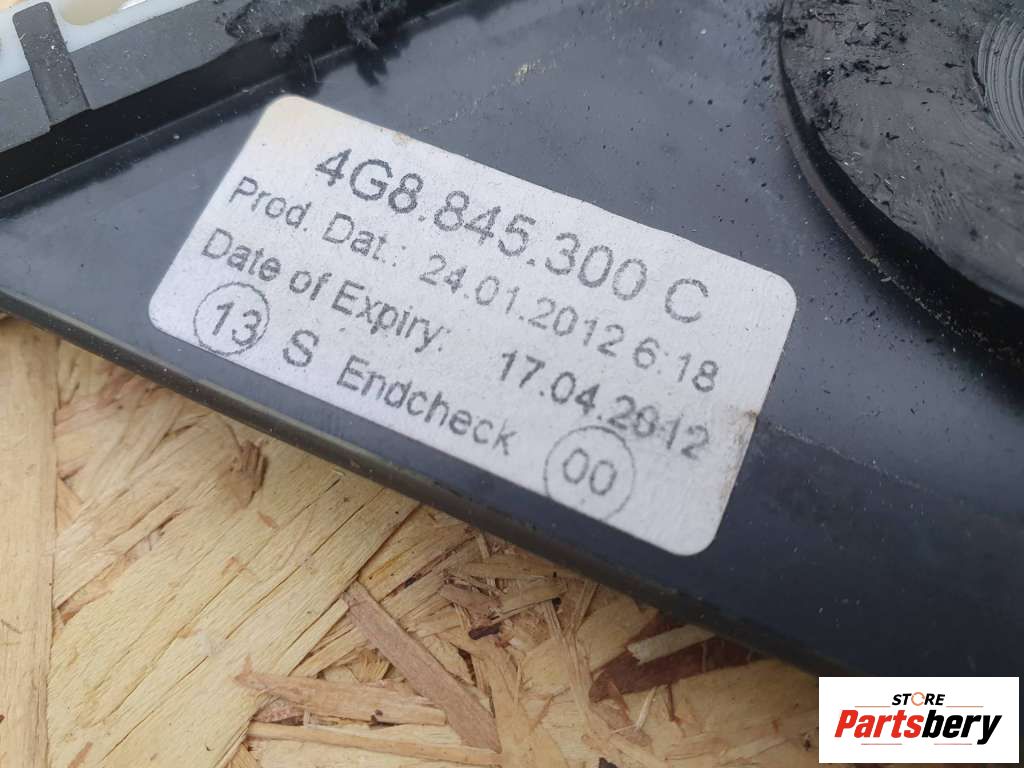 4G8.845.300 C
Prod. Dat.: 24.01.2012 6:18
Date of Expiry: 17.04.2012
13 S Endcheck 00
STORE
Partsbery